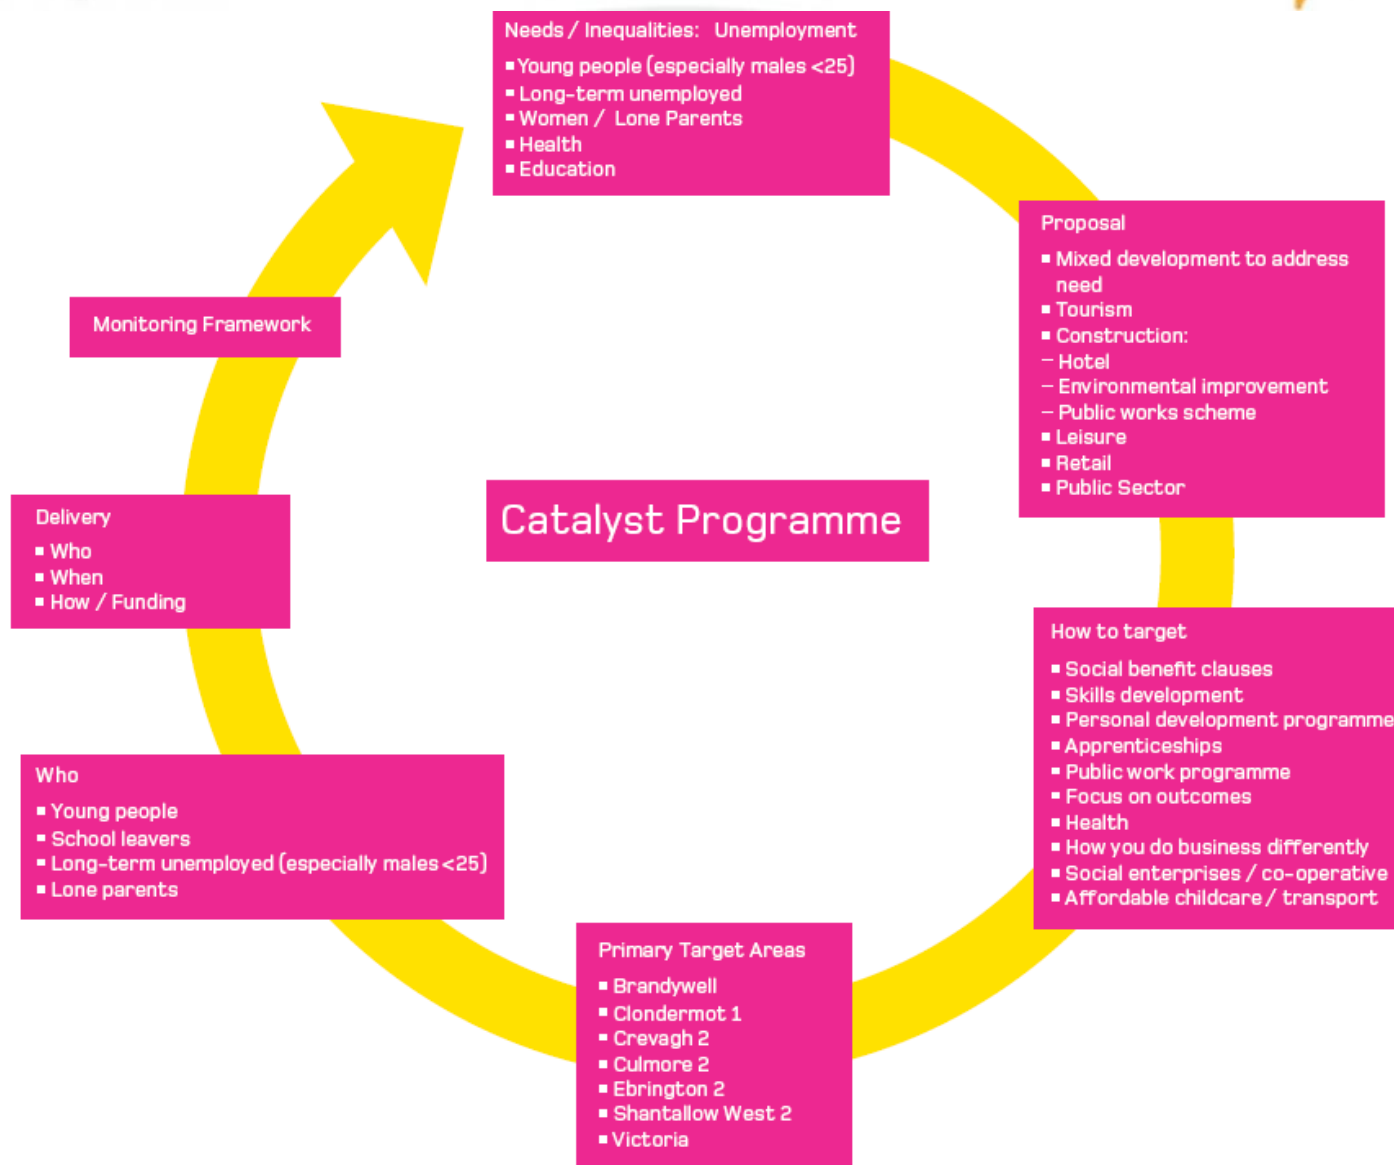 Needs / Inequalities: Unemployment
▪ Young people (especially males <25)
▪ Long-term unemployed
▪ Women / Lone Parents
▪ Health
▪ Education
Proposal
▪ Mixed development to address
need
▪ Tourism
▪ Construction:
– Hotel
– Environmental improvement
– Public works scheme
▪ Leisure
▪ Retail
▪ Public Sector
How to target
▪ Social benefit clauses
▪ Skills development
▪ Personal development programme
▪ Apprenticeships
▪ Public work programme
▪ Focus on outcomes
▪ Health
▪ How you do business differently
▪ Social enterprises / co-operative
▪ Affordable childcare / transport
Primary Target Areas
▪ Brandywell
▪ Clondermot 1
▪ Crevagh 2
▪ Culmore 2
▪ Ebrington 2
▪ Shantallow West 2
▪ Victoria
Who
▪ Young people
▪ School leavers
▪ Long-term unemployed (especially males <25)
▪ Lone parents
Delivery
▪ Who
▪ When
▪ How / Funding
Monitoring Framework
Catalyst Programme